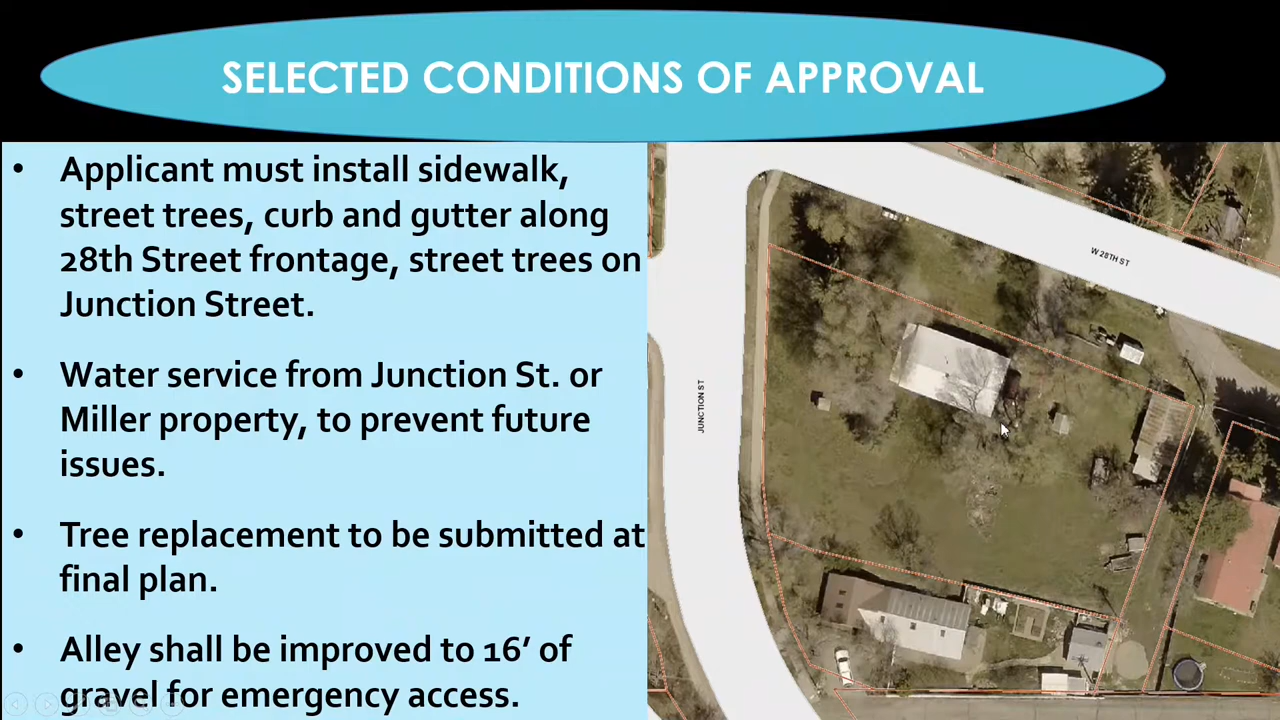 SELECTED CONDITIONS OF APPROVAL
• Applicant must install sidewalk,
street trees, curb and gutter along
28th Street frontage, street trees on
Junction Street.
• Water service from Junction St. or
Miller property, to prevent future
issues.
• Tree replacement to be submitted at
final plan.
• Alley shall be improved to 16’ of
gravel for emergency access.
W 28TH ST
JUNCTION ST